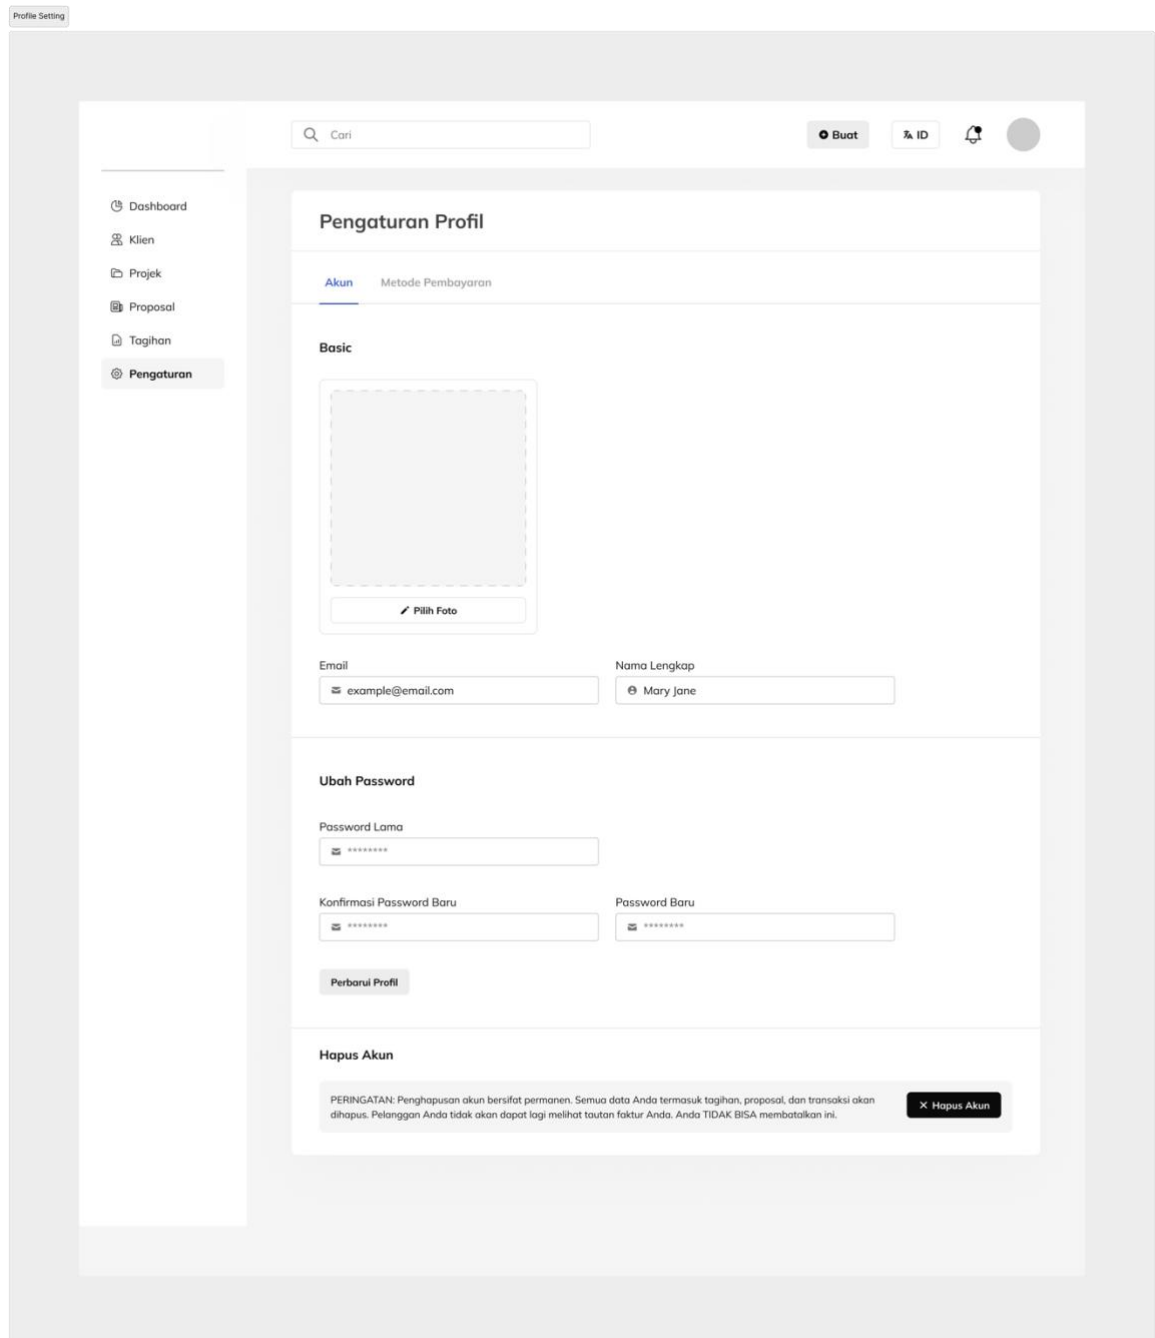 Profile Setting
Cari
Buat
ID
Dashboard
Klien
Projek
Proposal
Tagihan
Pengaturan
Pengaturan Profil
Akun
Metode Pembayaran
Basic
Pilih Foto
Email
Nama Lengkap
example@email.com
Mary Jane
Ubah Password
Password Lama
********
Konfirmasi Password Baru
Password Baru
********
********
Perbarui Profil
Hapus Akun
PERINGATAN: Penghapusan akun bersifat permanen. Semua data Anda termasuk tagihan, proposal, dan transaksi akan
dihapus. Pelanggan Anda tidak akan dapat lagi melihat tautan faktur Anda. Anda TIDAK BISA membatalkan ini.
Hapus Akun